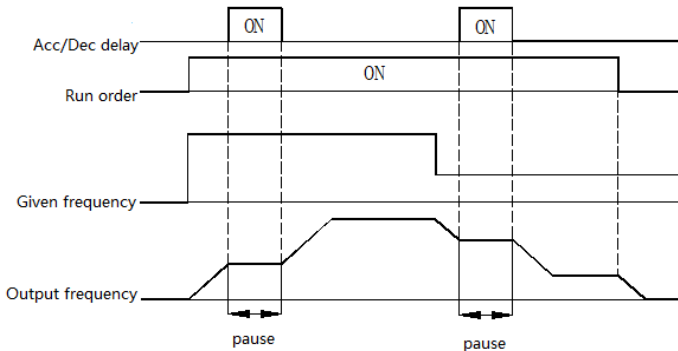 ON
ON
Acc/Dec delay
ON
Run order
Given frequency
Output frequency
pause
pause